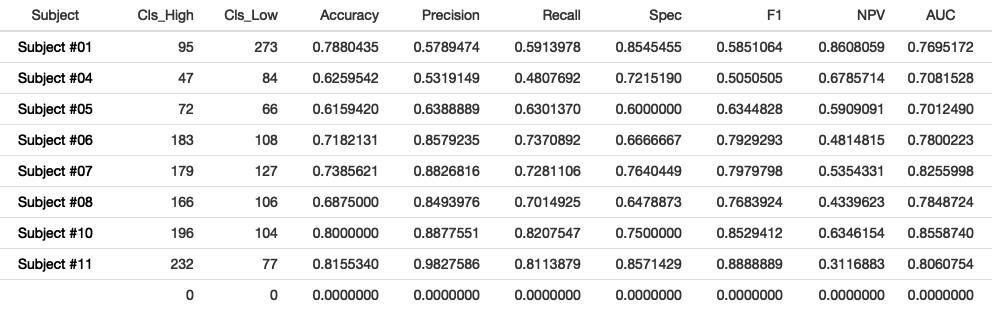 Subject Cls_High Cls_Low Accuracy Precision Recall Spec F1 NPV AUC
Subject #01 95 273 0.7880435 0.5789474 0.5913978 0.8545455 0.5851064 0.8608059 0.7695172
Subject #04 47 84 0.6259542 0.5319149 0.4807692 0.7215190 0.5050505 0.6785714 0.7081528
Subject #05 72 66 0.6159420 0.6388889 0.6301370 0.6000000 0.6344828 0.5909091 0.7012490
Subject #06 183 108 0.7182131 0.8579235 0.7370892 0.6666667 0.7929293 0.4814815 0.7800223
Subject #07 179 127 0.7385621 0.8826816 0.7281106 0.7640449 0.7979798 0.5354331 0.8255998
Subject #08 166 106 0.6875000 0.8493976 0.7014925 0.6478873 0.7683924 0.4339623 0.7848724
Subject #10 196 104 0.8000000 0.8877551 0.8207547 0.7500000 0.8529412 0.6346154 0.8558740
Subject #11 232 77 0.8155340 0.9827586 0.8113879 0.8571429 0.8888889 0.3116883 0.8060754
0 0 0.0000000 0.0000000 0.0000000 0.0000000 0.0000000 0.0000000 0.0000000